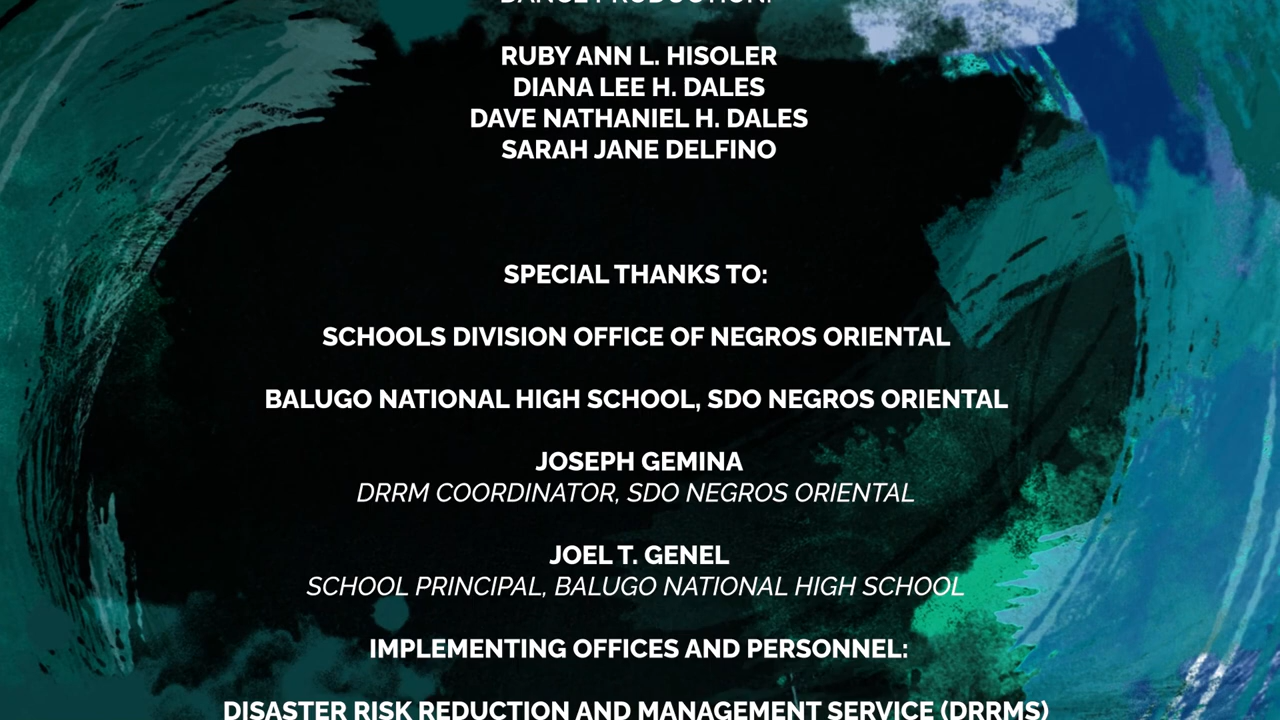 DANCE PRODUCTION:
RUBY ANN L. HISOLER
DIANA LEE H. DALES
DAVE NATHANIEL H. DALES
SARAH JANE DELFINO
SPECIAL THANKS TO:
SCHOOLS DIVISION OFFICE OF NEGROS ORIENTAL
BALUGO NATIONAL HIGH SCHOOL, SDO NEGROS ORIENTAL
JOSEPH GEMINA
DRRM COORDINATOR, SDO NEGROS ORIENTAL
JOEL T. GENEL
SCHOOL PRINCIPAL, BALUGO NATIONAL HIGH SCHOOL
IMPLEMENTING OFFICES AND PERSONNEL:
DISASTER RISK REDUCTION AND MANAGEMENT SERVICE (DRRMS)